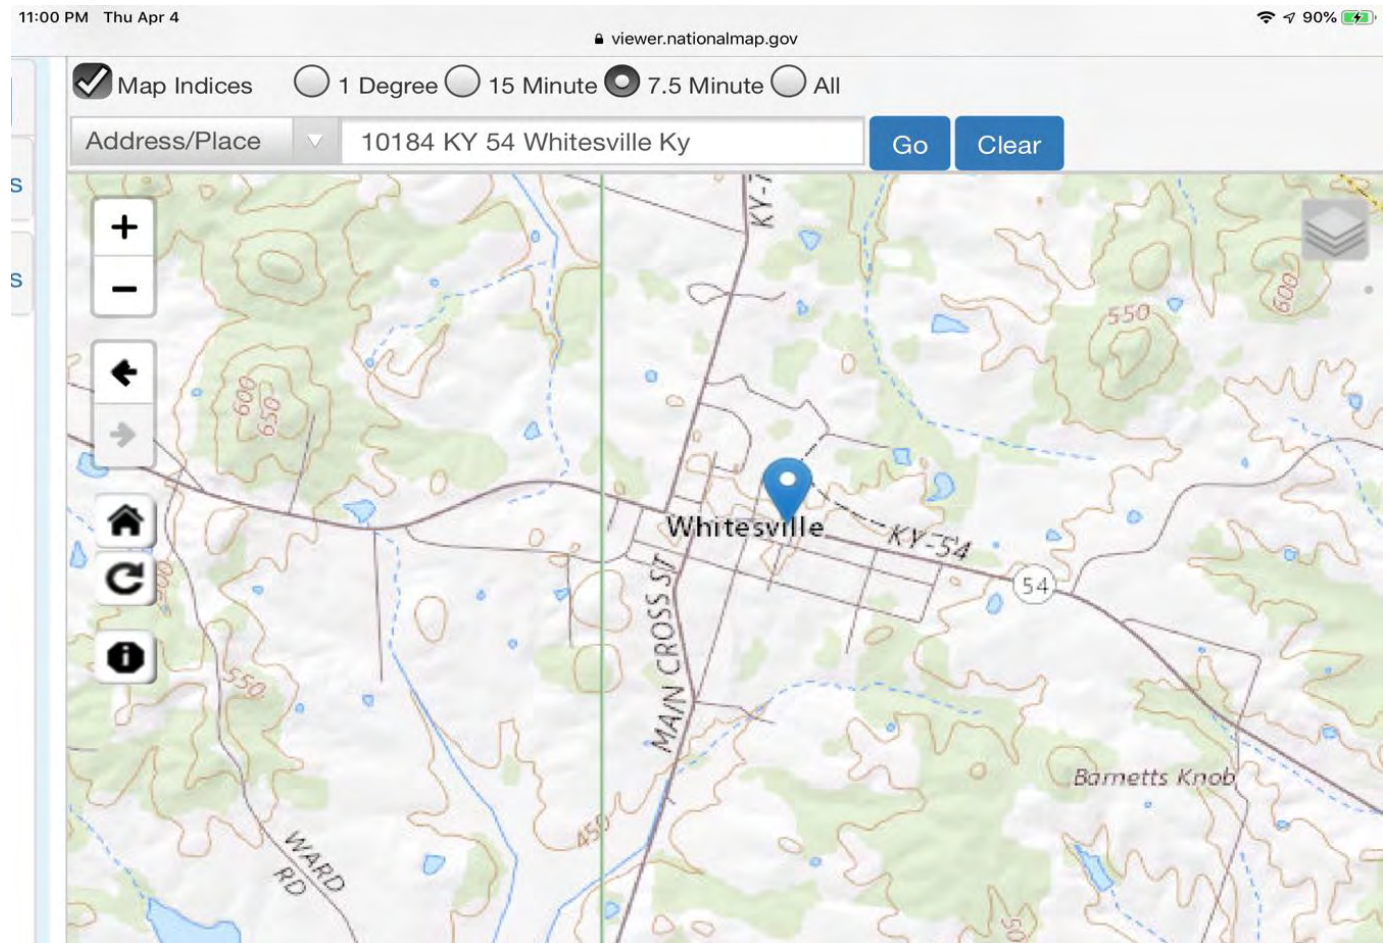 11:00 PM Thu Apr 4
90%
viewer.nationalmap.gov
Map Indices 1 Degree 15 Minute 7.5 Minute All
Address/Place 10184 KY 54 Whitesville Ky Go Clear
s
s
+
−
KY-
600
550
600
650
Whitesville
KY-54
54
MAIN CROSS ST
550
Barnetts Knob
450
WARD
RD